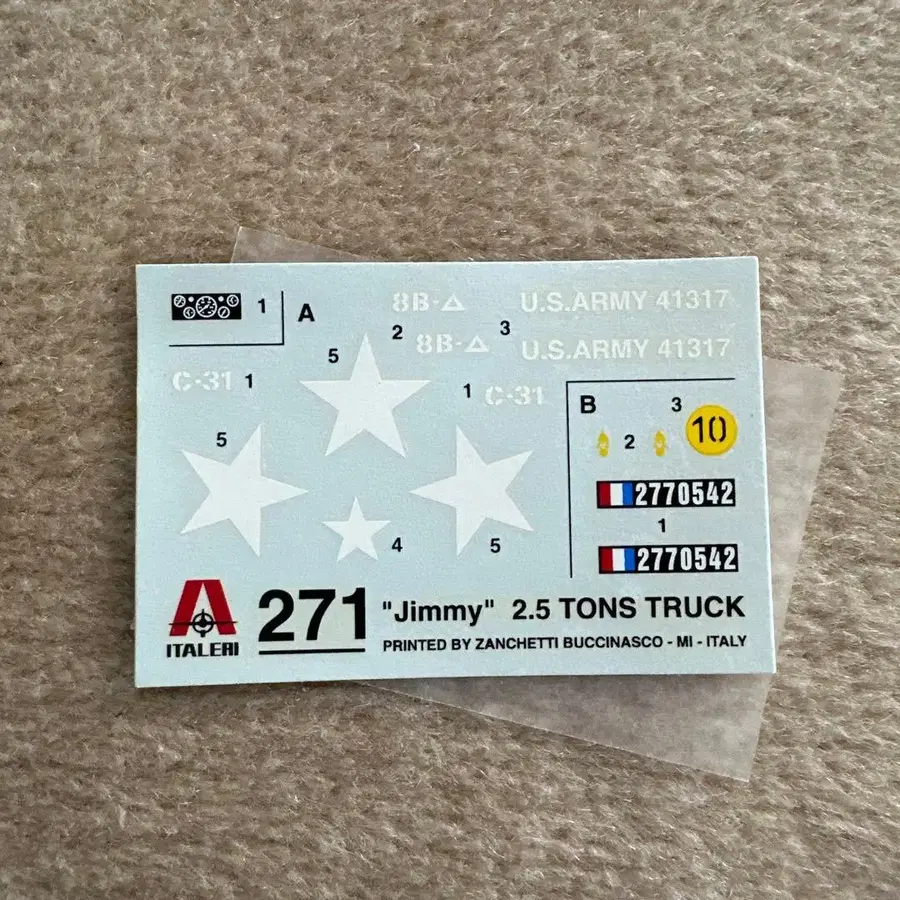 1 A 8B-△ U.S.ARMY 41317
2 3
5 8B-△ U.S.ARMY 41317
C-31 1 1 C-31
B 3
5 2 10
2770542
1
4 5 2770542
ITALERI 271 "Jimmy" 2.5 TONS TRUCK
PRINTED BY ZANCHETTI BUCCINASCO - MI - ITALY